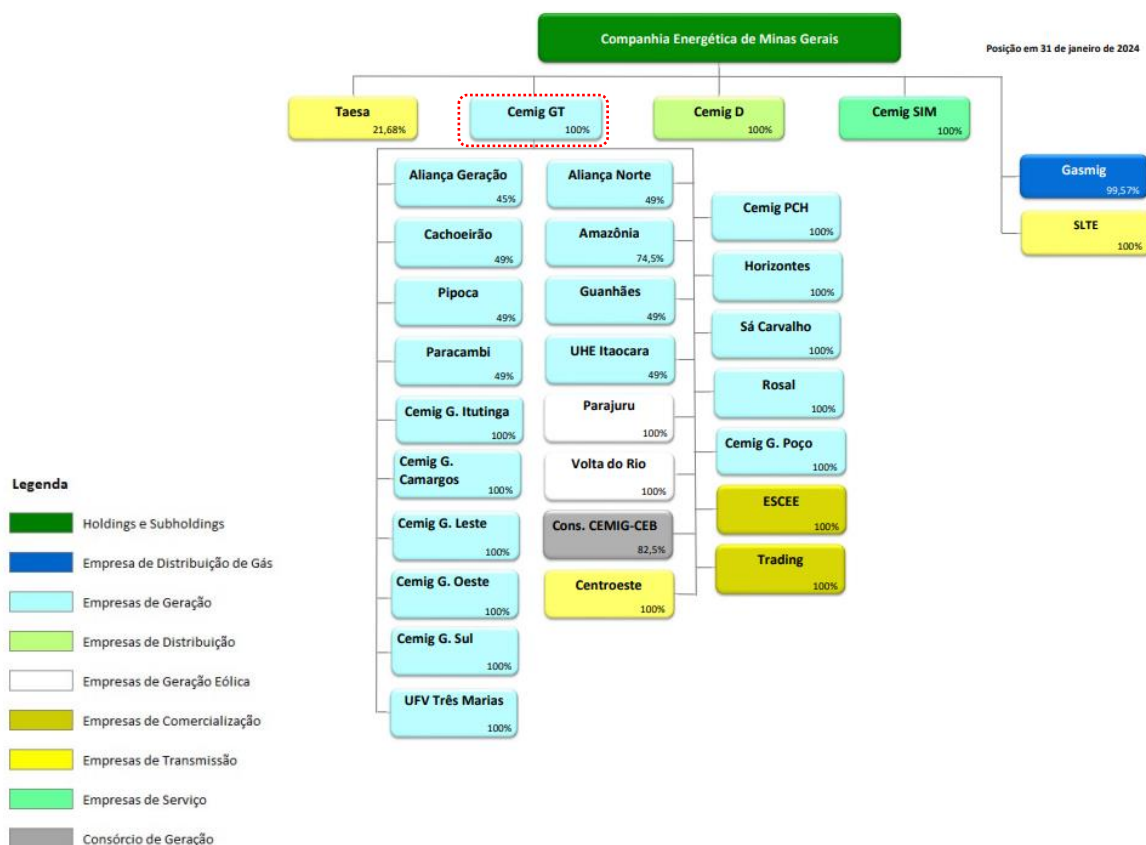 Companhia Energética de Minas Gerais
Posição em 31 de janeiro de 2024
Taesa
21,68%
Cemig GT
100%
Cemig D
100%
Cemig SIM
100%
Gasmig
99,57%
SLTE
100%
Aliança Geração
45%
Cachoeirão
49%
Pipoca
49%
Paracambi
49%
Cemig G. Itutinga
100%
Cemig G.
Camargos
100%
Cemig G. Leste
100%
Cemig G. Oeste
100%
Cemig G. Sul
100%
UFV Três Marias
100%
Aliança Norte
49%
Amazônia
74,5%
Guanhães
49%
UHE Itaocara
49%
Parajuru
100%
Volta do Rio
100%
Cons. CEMIG-CEB
82,5%
Centroeste
100%
Cemig PCH
100%
Horizontes
100%
Sá Carvalho
100%
Rosal
100%
Cemig G. Poço
100%
ESCEE
100%
Trading
100%
Legenda
Holdings e Subholdings
Empresa de Distribuição de Gás
Empresas de Geração
Empresas de Distribuição
Empresas de Geração Eólica
Empresas de Comercialização
Empresas de Transmissão
Empresas de Serviço
Consórcio de Geração